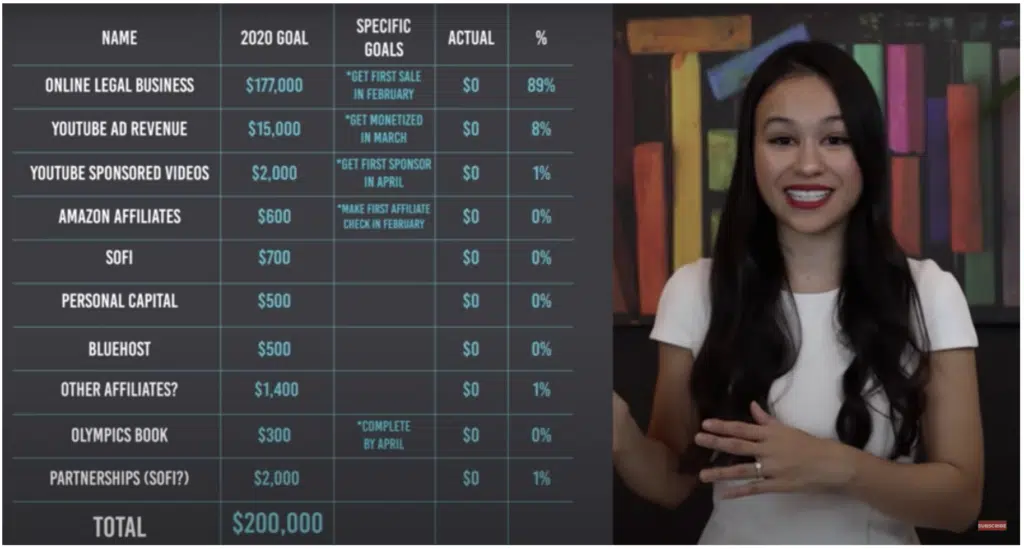 NAME 2020 GOAL SPECIFIC GOALS ACTUAL %
ONLINE LEGAL BUSINESS $177,000 *GET FIRST SALE IN FEBRUARY $0 89%
YOUTUBE AD REVENUE $15,000 *GET MONETIZED IN MARCH $0 8%
YOUTUBE SPONSORED VIDEOS $2,000 *GET FIRST SPONSOR IN APRIL $0 1%
AMAZON AFFILIATES $600 *MAKE FIRST AFFILIATE CHECK IN FEBRUARY $0 0%
SOFI $700 $0 0%
PERSONAL CAPITAL $500 $0 0%
BLUEHOST $500 $0 0%
OTHER AFFILIATES? $1,400 $0 1%
OLYMPICS BOOK $300 *COMPLETE BY APRIL $0 0%
PARTNERSHIPS (SOFI?) $2,000 $0 1%
TOTAL $200,000
SUBSCRIBE